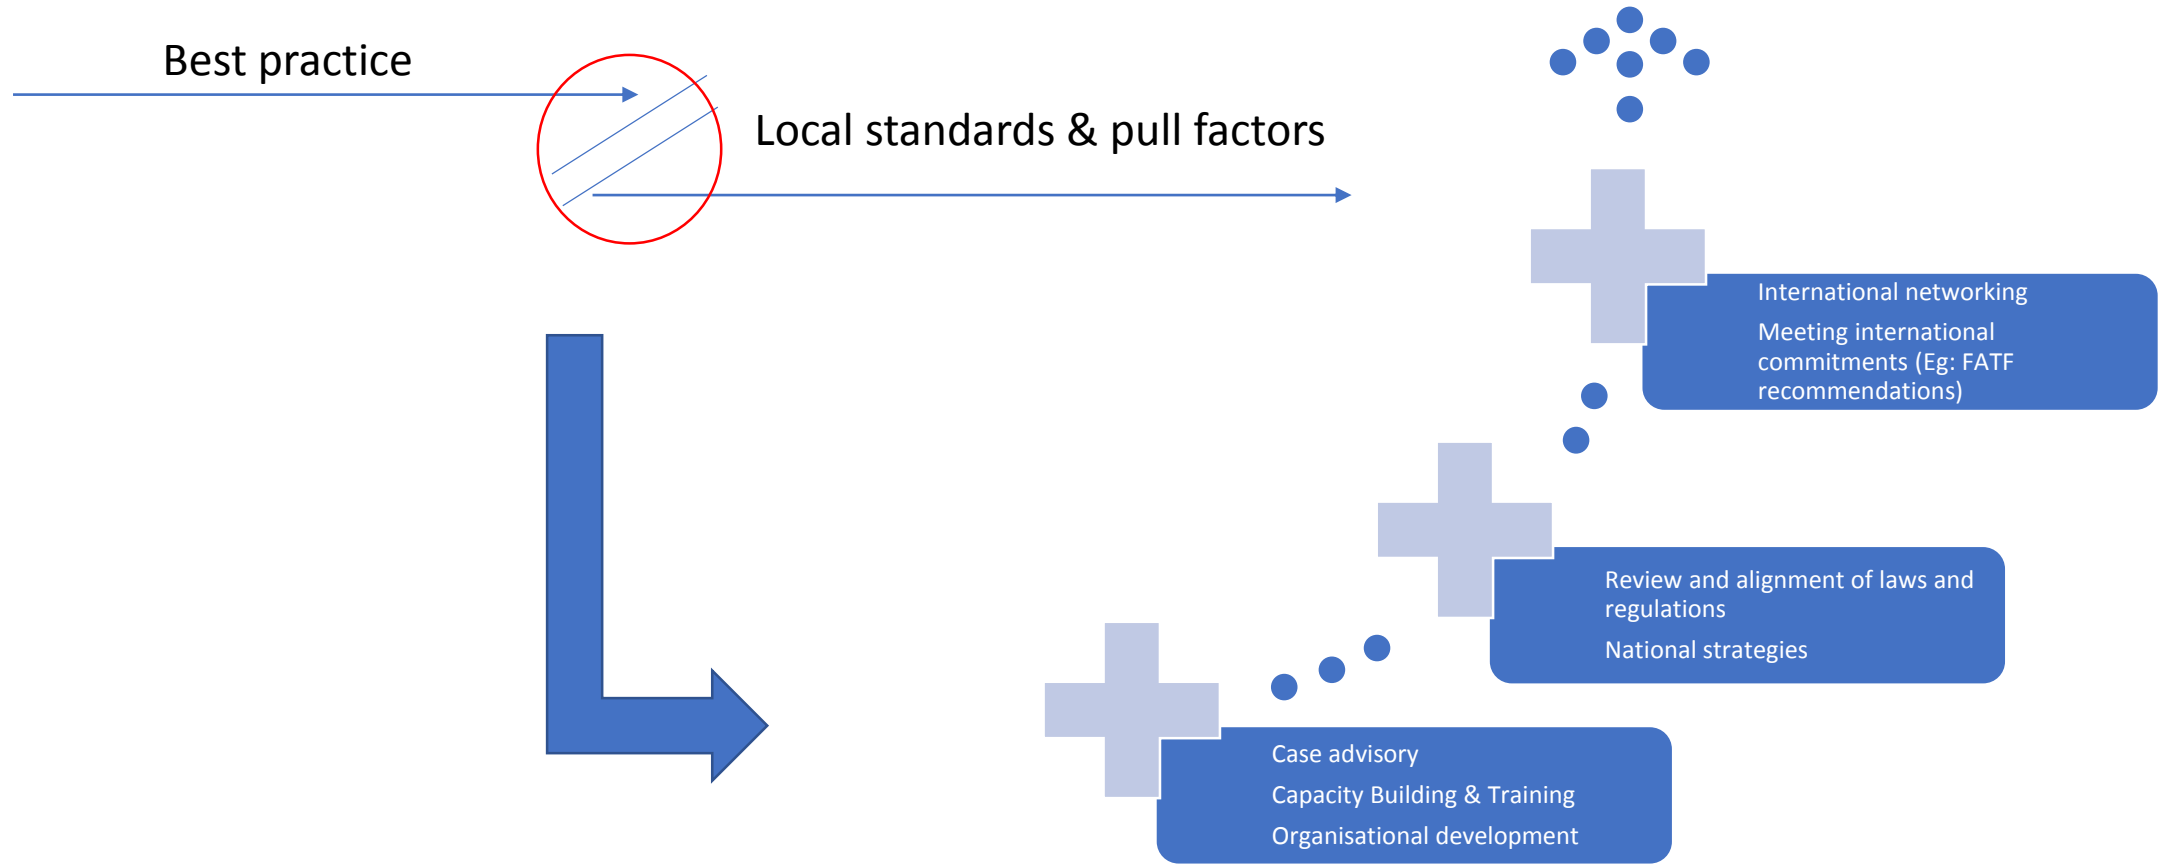 Best practice
Local standards & pull factors
International networking
Meeting international
commitments (Eg: FATF
recommendations)
Review and alignment of laws and
regulations
National strategies
Case advisory
Capacity Building & Training
Organisational development